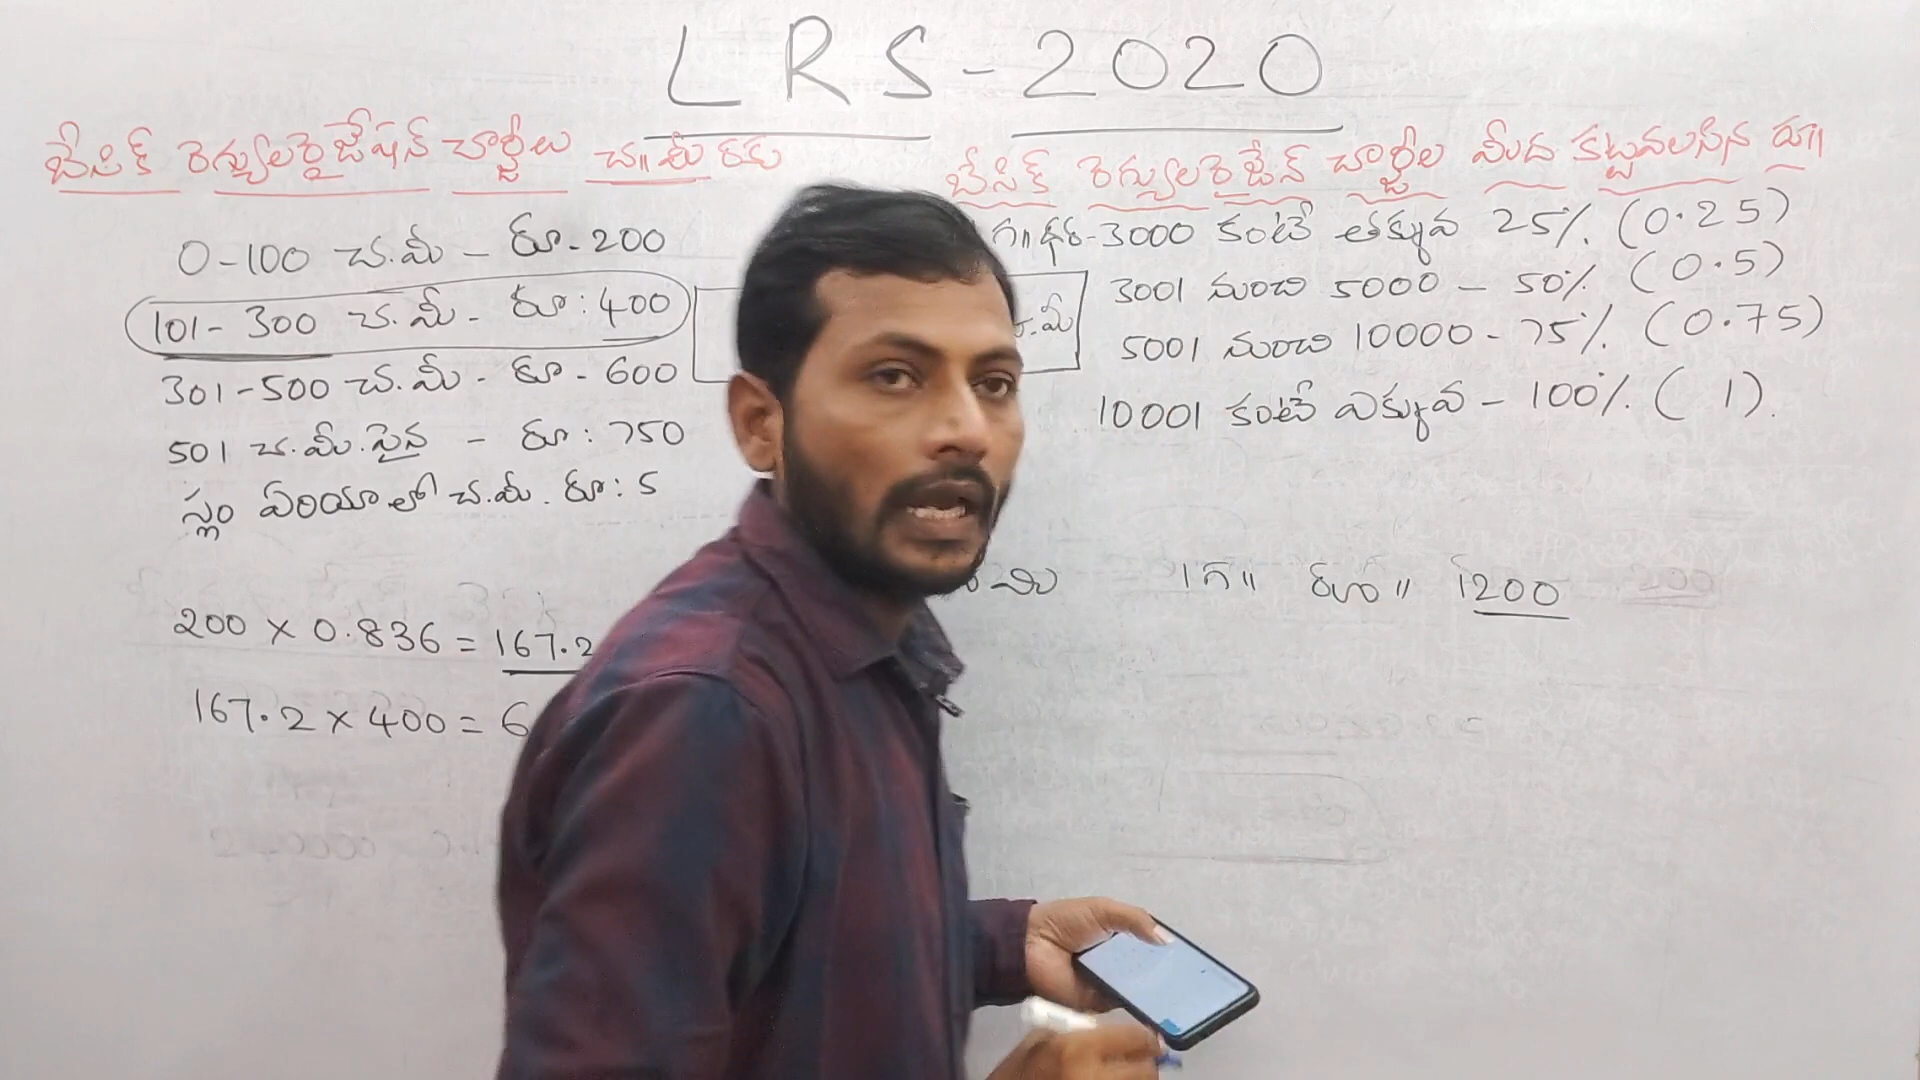 LRS-2020
బేసిక్ రెగ్యులరైజేషన్ చార్జీలు చ॥ మీ రకు
0-100 చ.మీ - రూ-200
101-300 చ.మీ. రూ:400
301-500 చ.మీ. రూ-600
501 చ.మీ.పైన - రూ:750
స్లం ఏరియాలో చ.మీ. రూ:5
200 x 0.836 = 167.2
167.2 x 400 = 6
బేసిక్ రెగ్యులరైజేన్ చార్జీల మీద కట్టవలసిన రూ॥
3000 కంటే తక్కువ 25%. (0.25)
3001 నుంచి 5000 - 50%. (0.5)
5001 నుంచి 10000 - 75%. (0.75)
10001 కంటే ఎక్కువ - 100%. (1).
.మీ
1గ॥ రూ॥ 1200